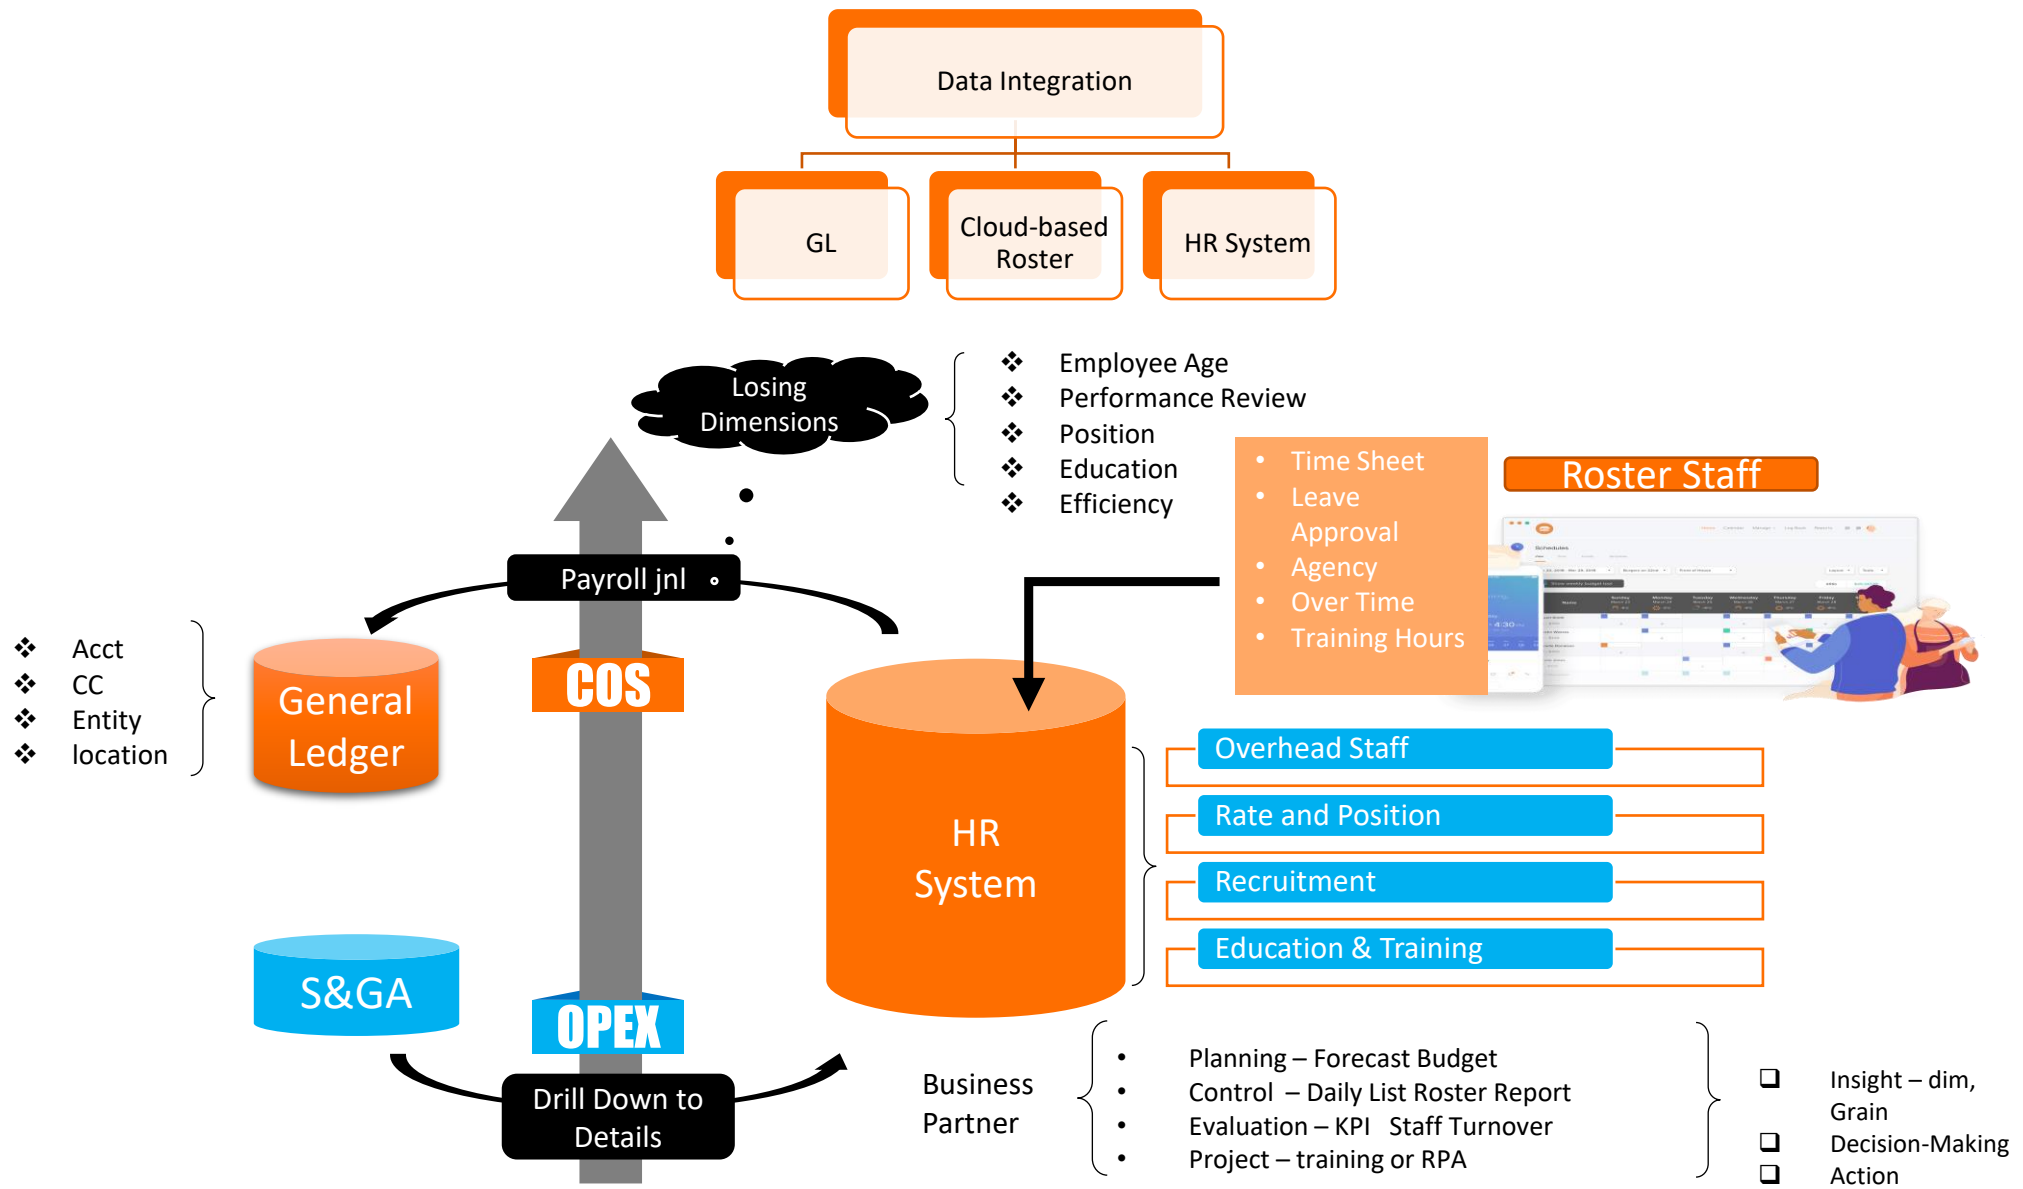 Data Integration
GL
Cloud-based
Roster
HR System
Losing
Dimensions
Employee Age
Performance Review
Position
Education
Efficiency
Time Sheet
Leave
Approval
Agency
Over Time
Training Hours
Roster Staff
Schedules
Payroll jnl
Acct
CC
Entity
location
General
Ledger
COS
HR
System
Overhead Staff
Rate and Position
Recruitment
Education & Training
S&GA
OPEX
Drill Down to
Details
Business
Partner
Planning – Forecast Budget
Control – Daily List Roster Report
Evaluation – KPI Staff Turnover
Project – training or RPA
Insight – dim,
Grain
Decision-Making
Action